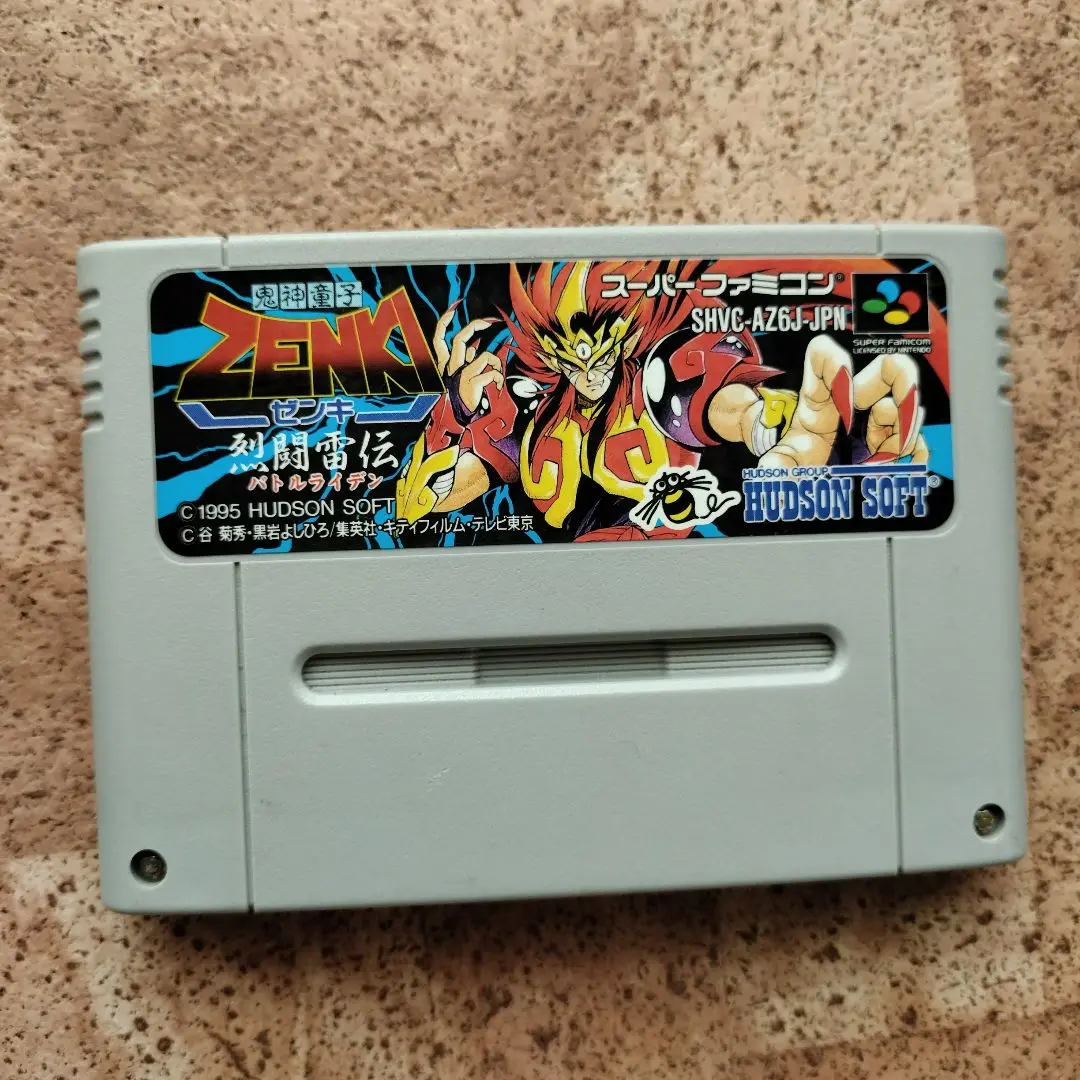 鬼神童子
ZENKI
ゼンキ
烈闘雷伝
バトルライデン
© 1995 HUDSON SOFT
© 谷 菊秀・黒岩よしひろ/集英社・キティフィルム・テレビ東京
スーパーファミコン®
SHVC-AZ6J-JPN
SUPER FAMICOM
LICENSED BY NINTENDO
HUDSON GROUP
HUDSON SOFT®